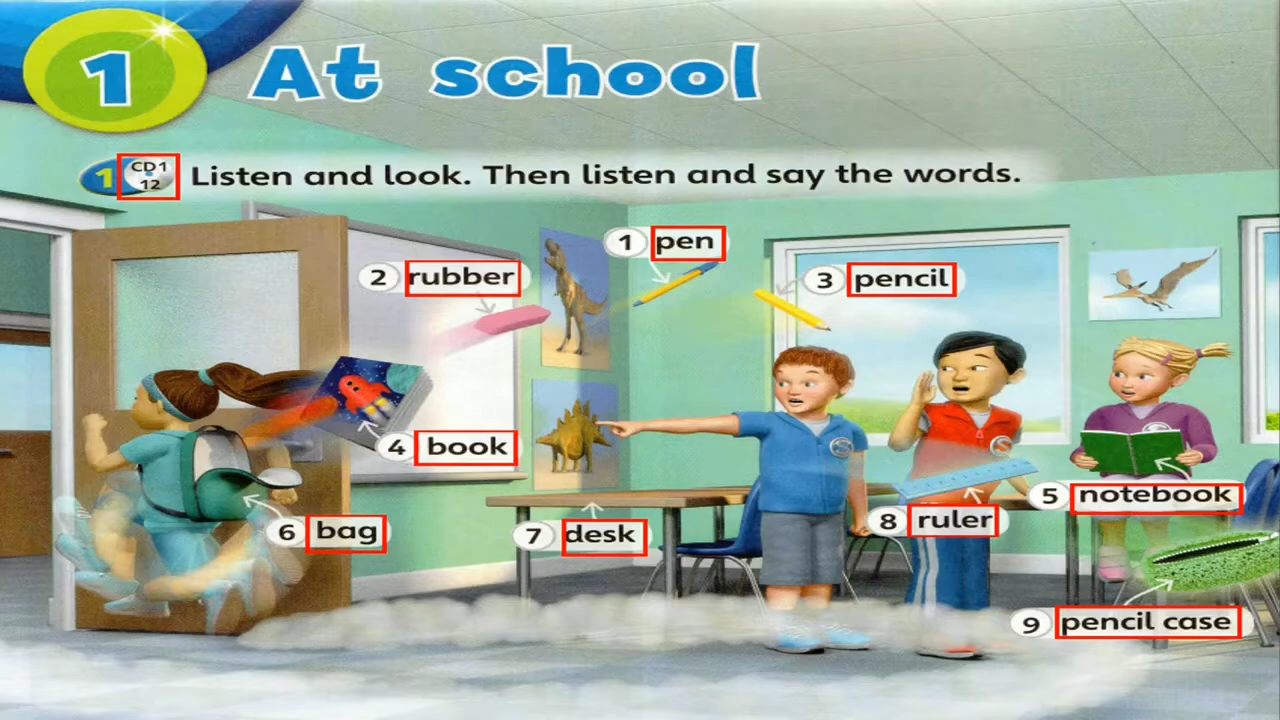 1 At school
1 CD1 12 Listen and look. Then listen and say the words.
1 pen
2 rubber
3 pencil
4 book
5 notebook
6 bag
7 desk
8 ruler
9 pencil case